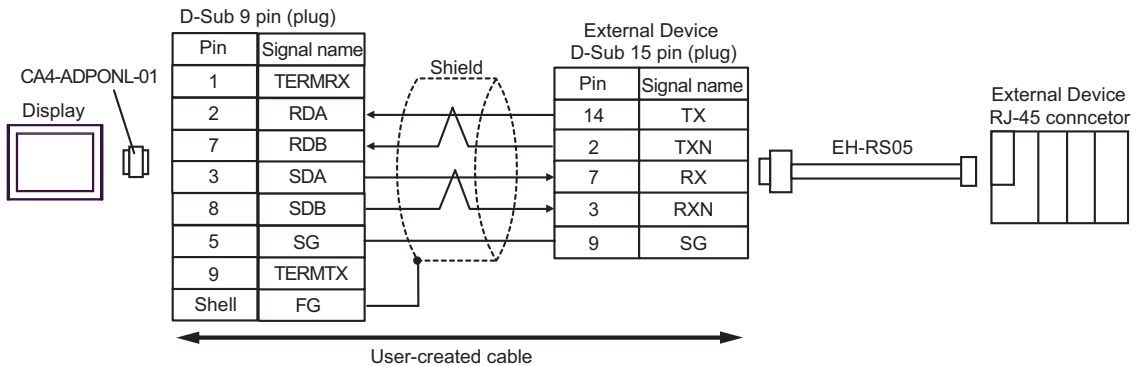 D-Sub 9 pin (plug)
Pin Signal name
1 TERMRX
2 RDA
7 RDB
3 SDA
8 SDB
5 SG
9 TERMTX
Shell FG
CA4-ADPONL-01
Display
Shield
External Device
D-Sub 15 pin (plug)
Pin Signal name
14 TX
2 TXN
7 RX
3 RXN
9 SG
EH-RS05
External Device
RJ-45 conncetor
User-created cable